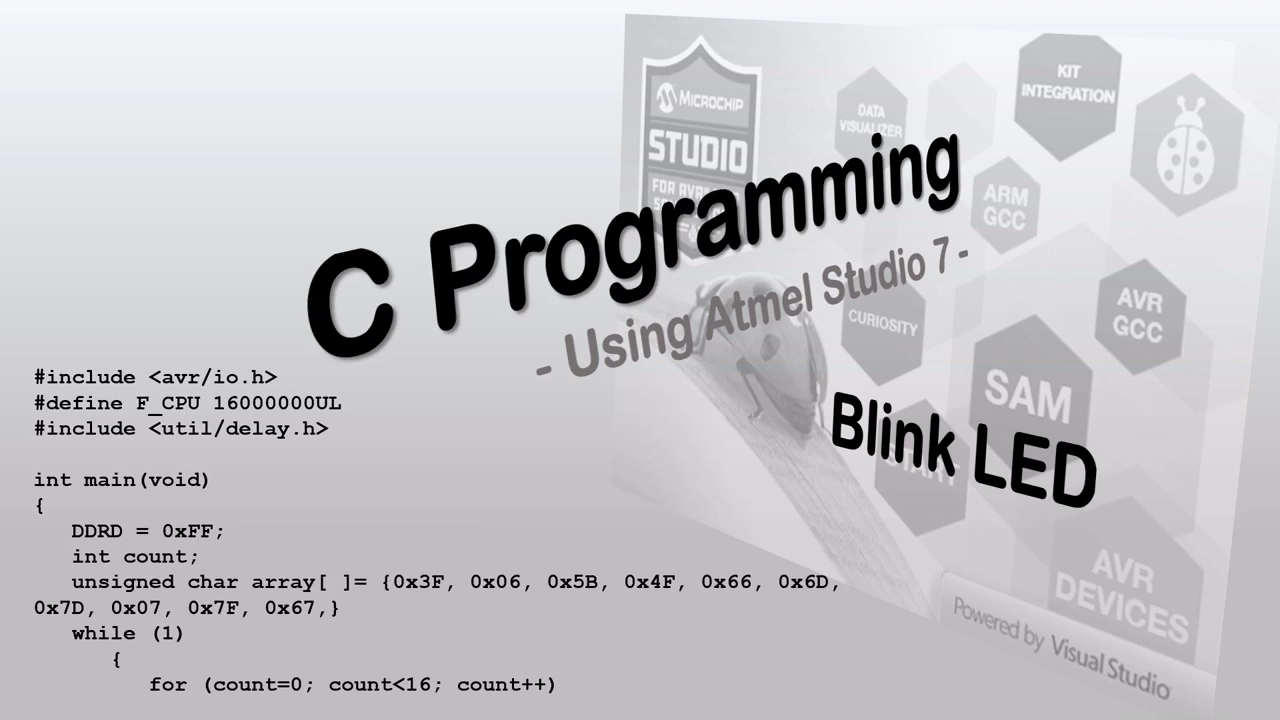 MICROCHIP
STUDIO
KIT
INTEGRATION
DATA
VISUALIZER
ARM
GCC
C Programming
- Using Atmel Studio 7 -
CURIOSITY
AVR
GCC
SAM
Blink LED
START
AVR
DEVICES
Powered by Visual Studio
#include <avr/io.h>
#define F_CPU 16000000UL
#include <util/delay.h>
int main(void)
{
DDRD = 0xFF;
int count;
unsigned char array[ ]= {0x3F, 0x06, 0x5B, 0x4F, 0x66, 0x6D,
0x7D, 0x07, 0x7F, 0x67,}
while (1)
{
for (count=0; count<16; count++)